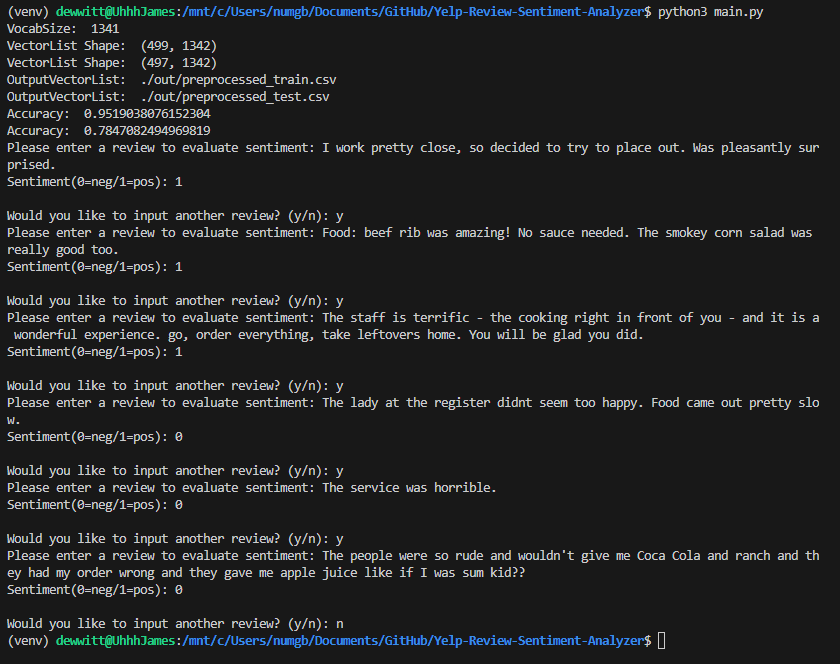 (venv) dewwitt@UhhhJames:/mnt/c/Users/numgb/Documents/GitHub/Yelp-Review-Sentiment-Analyzer$ python3 main.py
VocabSize:  1341
VectorList Shape:  (499, 1342)
VectorList Shape:  (497, 1342)
OutputVectorList:  ./out/preprocessed_train.csv
OutputVectorList:  ./out/preprocessed_test.csv
Accuracy:  0.9519038076152304
Accuracy:  0.7847082494969819
Please enter a review to evaluate sentiment: I work pretty close, so decided to try to place out. Was pleasantly sur
prised.
Sentiment(0=neg/1=pos): 1

Would you like to input another review? (y/n): y
Please enter a review to evaluate sentiment: Food: beef rib was amazing! No sauce needed. The smokey corn salad was
really good too.
Sentiment(0=neg/1=pos): 1

Would you like to input another review? (y/n): y
Please enter a review to evaluate sentiment: The staff is terrific - the cooking right in front of you - and it is a
 wonderful experience. go, order everything, take leftovers home. You will be glad you did.
Sentiment(0=neg/1=pos): 1

Would you like to input another review? (y/n): y
Please enter a review to evaluate sentiment: The lady at the register didnt seem too happy. Food came out pretty slo
w.
Sentiment(0=neg/1=pos): 0

Would you like to input another review? (y/n): y
Please enter a review to evaluate sentiment: The service was horrible.
Sentiment(0=neg/1=pos): 0

Would you like to input another review? (y/n): y
Please enter a review to evaluate sentiment: The people were so rude and wouldn't give me Coca Cola and ranch and th
ey had my order wrong and they gave me apple juice like if I was sum kid??
Sentiment(0=neg/1=pos): 0

Would you like to input another review? (y/n): n
(venv) dewwitt@UhhhJames:/mnt/c/Users/numgb/Documents/GitHub/Yelp-Review-Sentiment-Analyzer$